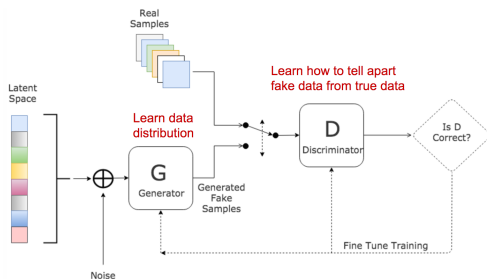 Real
Samples
Latent
Space
Learn data
distribution
Learn how to tell apart
fake data from true data
G
Generator
Generated
Fake
Samples
D
Discriminator
Is D
Correct?
Fine Tune Training
Noise